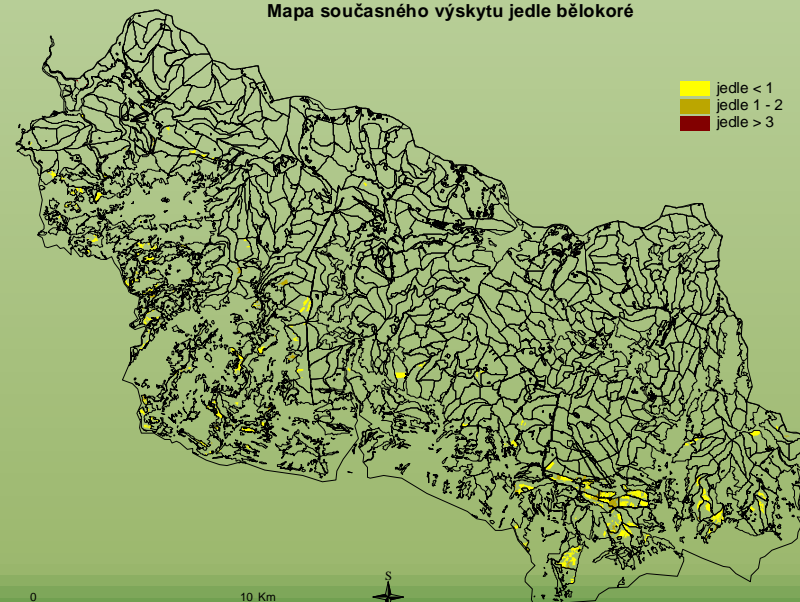 Mapa současného výskytu jedle bělokoré
jedle < 1
jedle 1 - 2
jedle > 3
S
0 10 Km